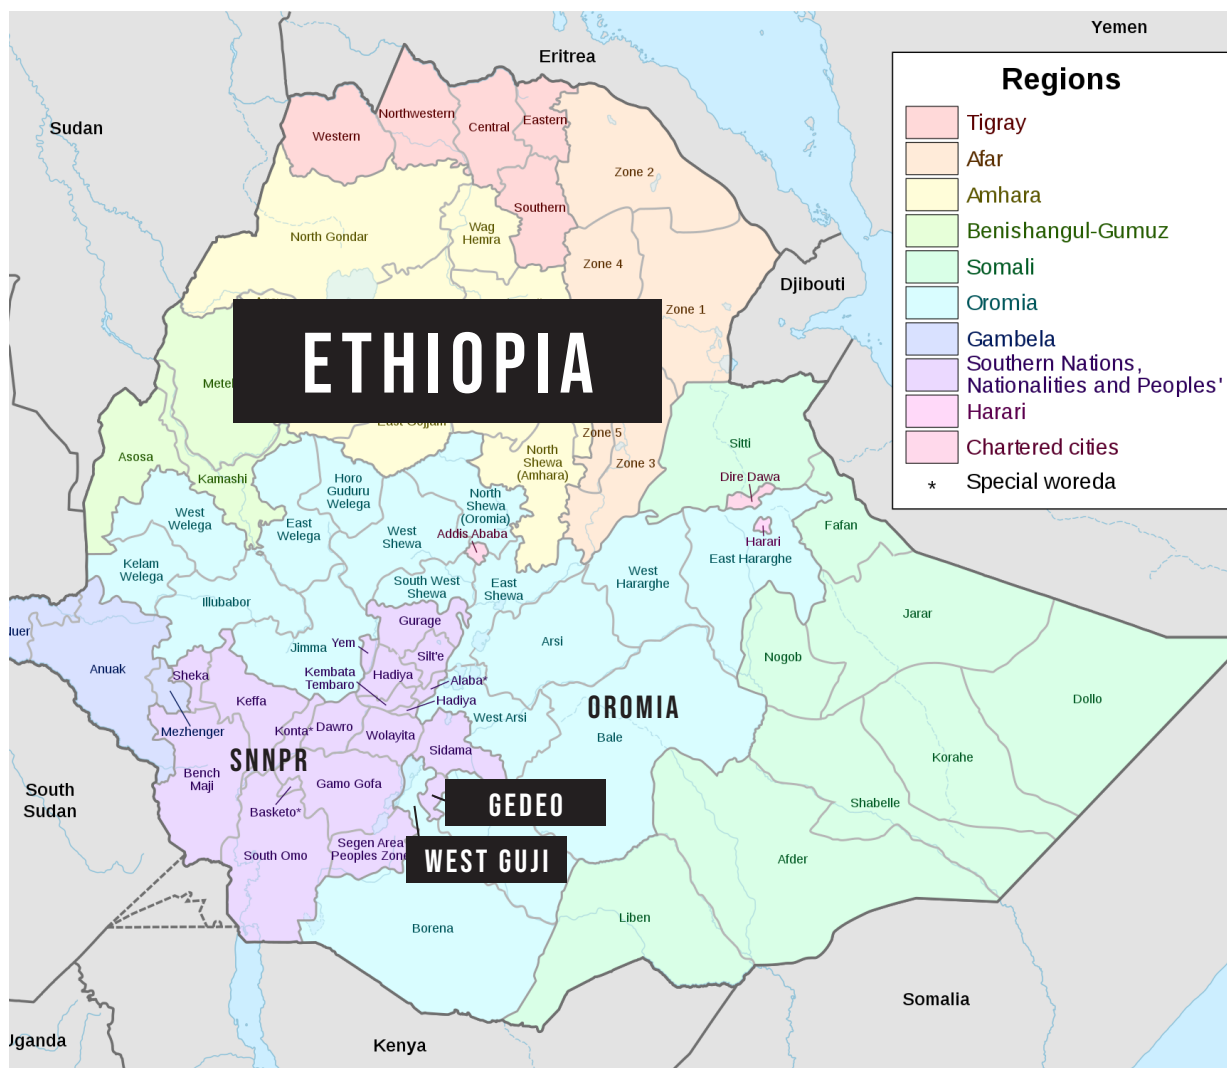 Yemen
Eritrea
Sudan
Regions
Tigray
Afar
Amhara
Benishangul-Gumuz
Somali
Oromia
Gambela
Southern Nations,
Nationalities and Peoples'
Harari
Chartered cities
* Special woreda
Western
Northwestern
Central
Eastern
Southern
Zone 2
North Gondar
Wag
Hemra
Zone 4
Djibouti
Zone 1
ETHIOPIA
Zone 5
Zone 3
North
Shewa
(Amhara)
Sitti
Asosa
Kamashi
Dire Dawa
Horo
Guduru
Welega
North
Shewa
(Oromia)
West
Welega
East
Welega
West
Shewa
Addis Ababa
Fafan
Harari
East Hararghe
Kelam
Welega
South West
Shewa
East
Shewa
West
Hararghe
Illubabor
Gurage
Jarar
Anuak
Jimma
Yem
Silt'e
Arsi
Nogob
Sheka
Kembata
Tembaro
Hadiya
Alaba*
Hadiya
Dollo
Keffa
OROMIA
West Arsi
Mezhenger
Konta*
Dawro
Wolayita
Bale
SNNPR
Sidama
Korahe
Bench
Maji
Gamo Gofa
South
Sudan
GEDEO
Shabelle
Basketo*
Segen Area
South Omo
WEST GUJI
Afder
Liben
Borena
Somalia
Kenya